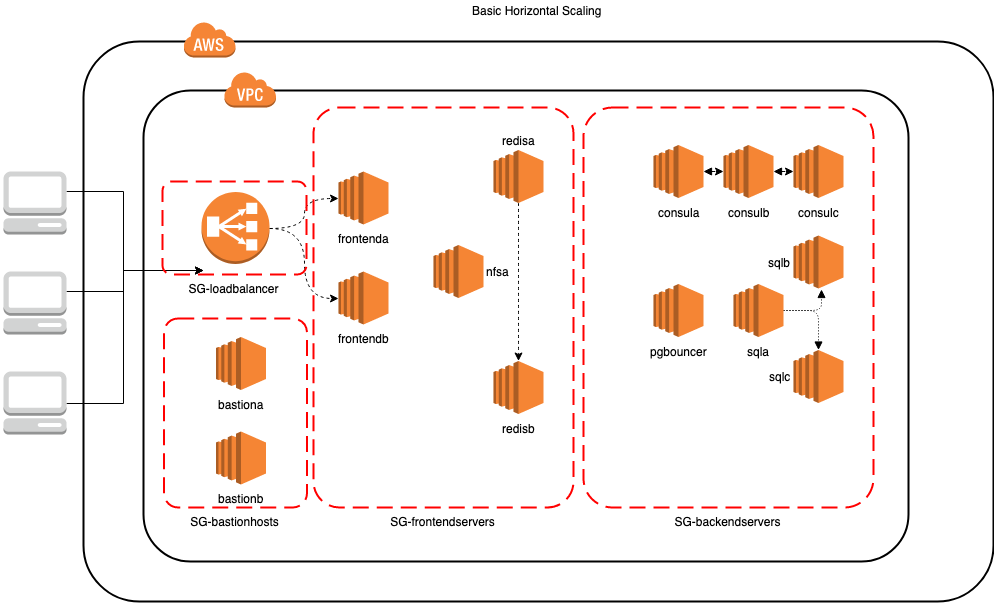 Basic Horizontal Scaling
AWS
VPC
redisa
consula
consulb
consulc
frontenda
sqlb
nfsa
SG-loadbalancer
frontendb
pgbouncer
sqla
sqlc
bastiona
redisb
bastionb
SG-bastionhosts
SG-frontendservers
SG-backendservers